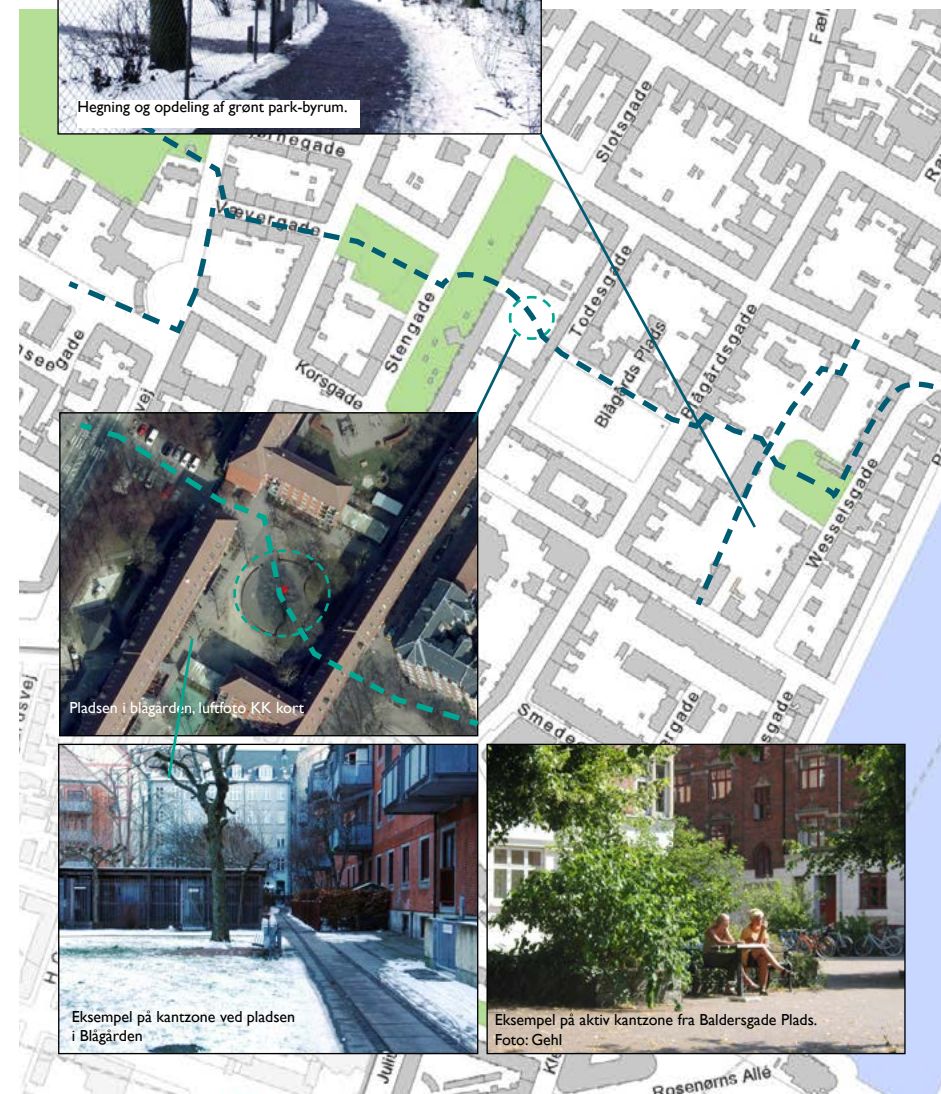 Hegning og opdeling af grønt park-byrum.
Slotsgade
Vævergade
Todesgade
Stengade
Blågårds Plads
Blågårdsgade
Korsgade
Wesselsgade
Pladsen i blågården, luftfoto KK kort
Eksempel på kantzone ved pladsen
i Blågården
Eksempel på aktiv kantzone fra Baldersgade Plads.
Foto: Gehl
Rosenørns Allé